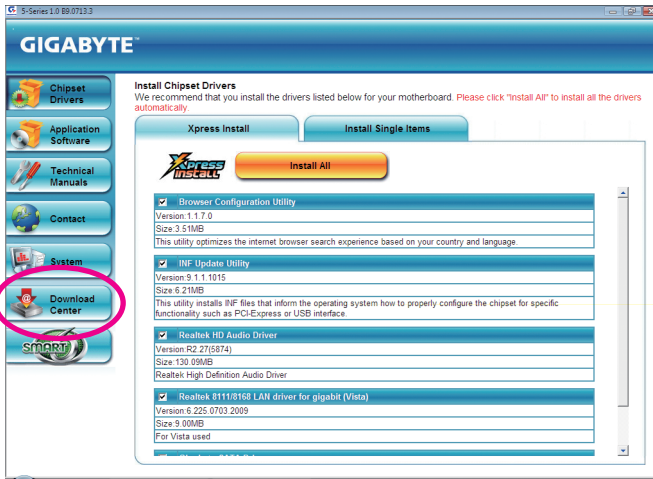 5-Series 1.0 B9.0713.3
GIGABYTE™
Chipset
Drivers
Application
Software
Technical
Manuals
Contact
System
Download
Center
SMART
Install Chipset Drivers
We recommend that you install the drivers listed below for your motherboard. Please click "Install All" to install all the drivers
automatically.
Xpress Install
Install Single Items
Xpress
INSTALL
Install All
Browser Configuration Utility
Version:1.1.7.0
Size:3.51MB
This utility optimizes the internet browser search experience based on your country and language.
INF Update Utility
Version:9.1.1.1015
Size:6.21MB
This utility installs INF files that inform the operating system how to properly configure the chipset for specific
functionality such as PCI-Express or USB interface.
Realtek HD Audio Driver
Version:R2.27(5874)
Size:130.09MB
Realtek High Definition Audio Driver
Realtek 8111/8168 LAN driver for gigabit (Vista)
Version:6.225.0703.2009
Size:9.00MB
For Vista used